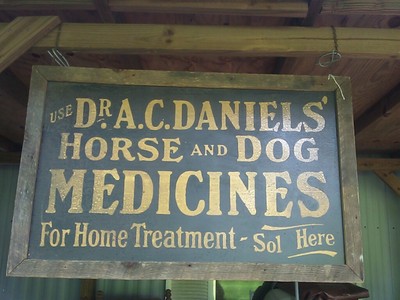 USE DR A.C. DANIELS'
HORSE AND DOG
MEDICINES
For Home Treatment - Sol Here